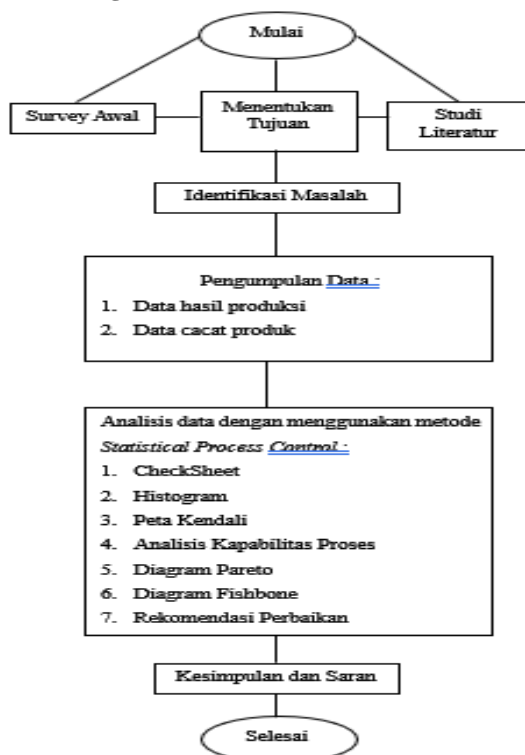 Mulai
Survey Awal
Menentukan
Tujuan
Studi
Literatur
Identifikasi Masalah
Pengumpulan Data :
1. Data hasil produksi
2. Data cacat produk
Analisis data dengan menggunakan metode
Statistical Process Control :
1. CheckSheet
2. Histogram
3. Peta Kendali
4. Analisis Kapabilitas Proses
5. Diagram Pareto
6. Diagram Fishbone
7. Rekomendasi Perbaikan
Kesimpulan dan Saran
Selesai